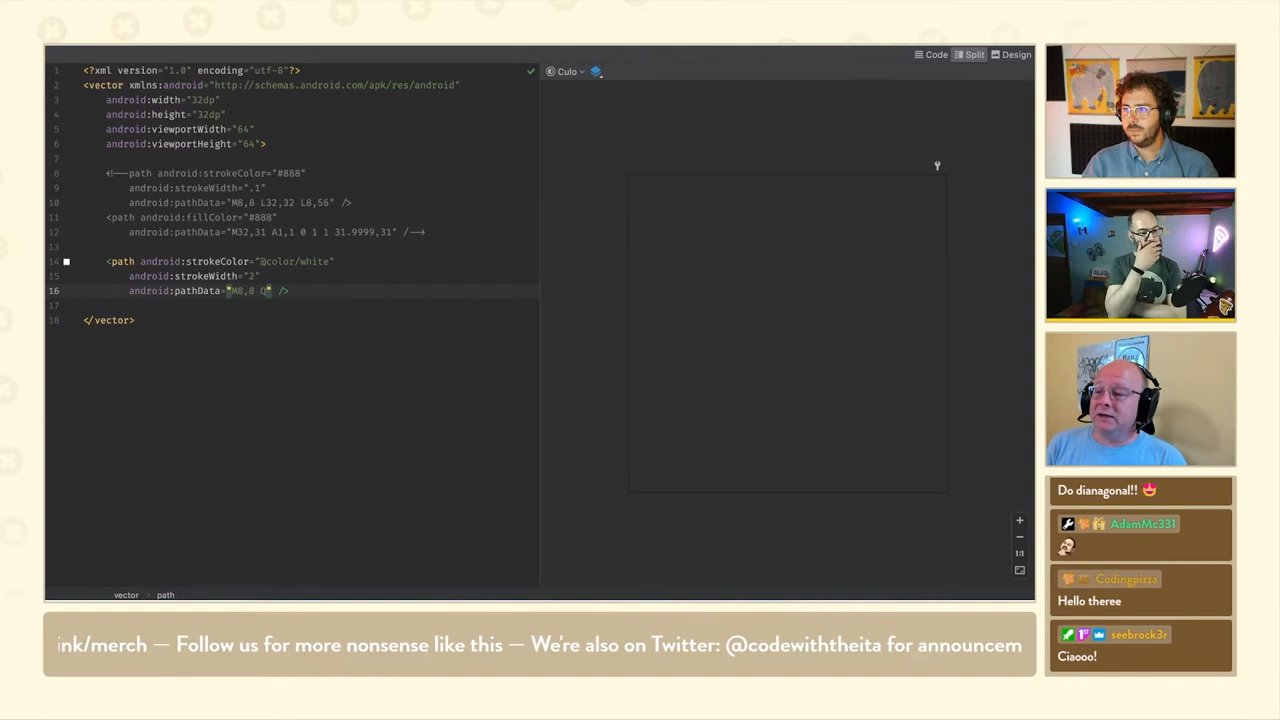 Code Split Design
Culo
1 <?xml version="1.0" encoding="utf-8"?>
2 <vector xmlns:android="http://schemas.android.com/apk/res/android"
3 android:width="32dp"
4 android:height="32dp"
5 android:viewportWidth="64"
6 android:viewportHeight="64">
7
8 <!--path android:strokeColor="#888"
9 android:strokeWidth=".1"
10 android:pathData="M8,8 L32,32 L8,56" />
11 <path android:fillColor="#888"
12 android:pathData="M32,31 A1,1 0 1 1 31.9999,31" /-->
13
14 <path android:strokeColor="@color/white"
15 android:strokeWidth="2"
16 android:pathData="M8,8 Q" />
17
18 </vector>
1:1
vector > path
Do dianagonal!! 😍
AdamMc331
Codingpizza
Hello theree
1st seebrock3r
Ciaooo!
ink/merch — Follow us for more nonsense like this — We're also on Twitter: @codewiththeita for announcem